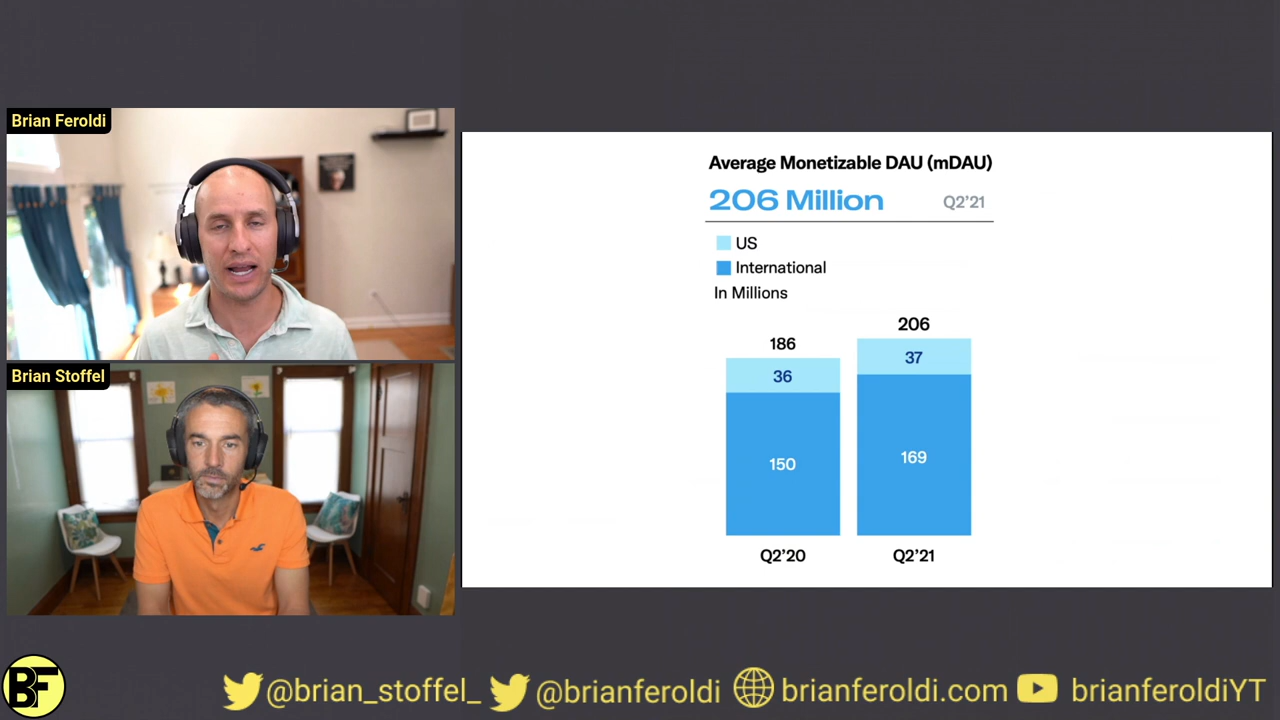 Brian Feroldi
Brian Stoffel
Average Monetizable DAU (mDAU)
206 Million Q2'21
US
International
In Millions
186
36
150
Q2'20
206
37
169
Q2'21
BF
@brian_stoffel_ @brianferoldi brianferoldi.com brianferoldiYT